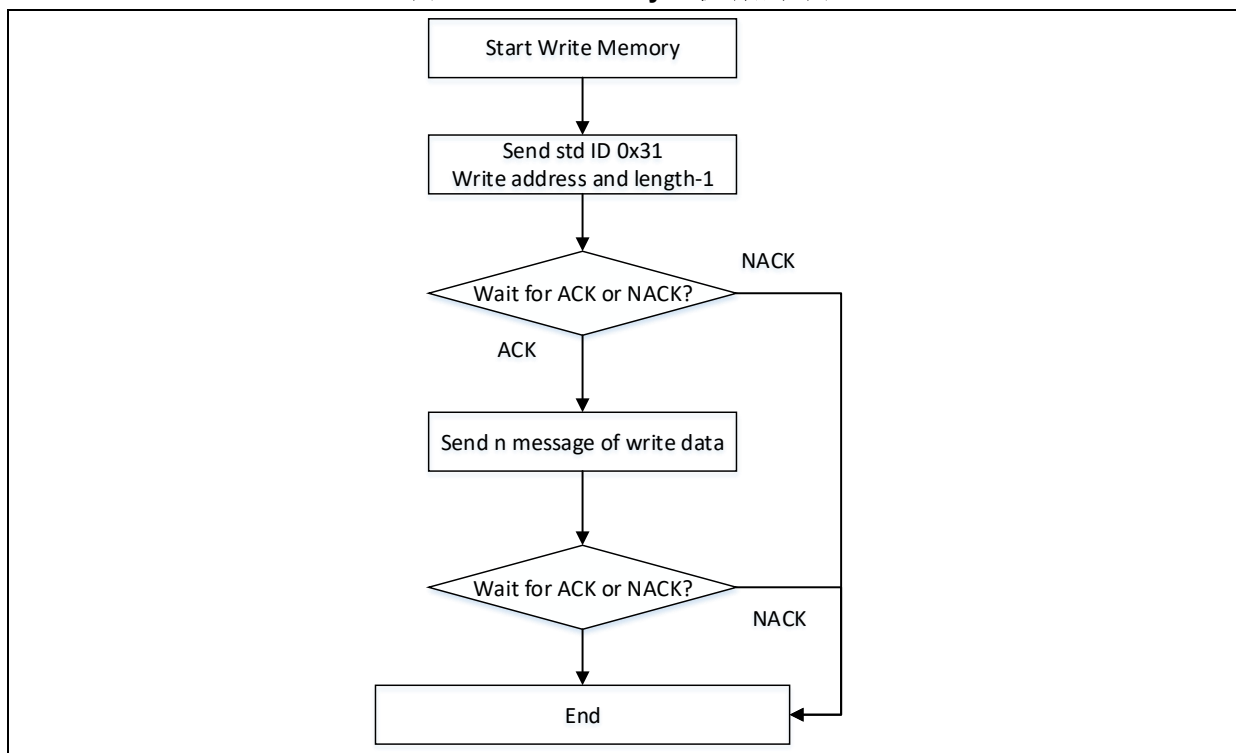 Start Write Memory
Send std ID 0x31
Write address and length-1
Wait for ACK or NACK?
NACK
ACK
Send n message of write data
Wait for ACK or NACK?
NACK
End